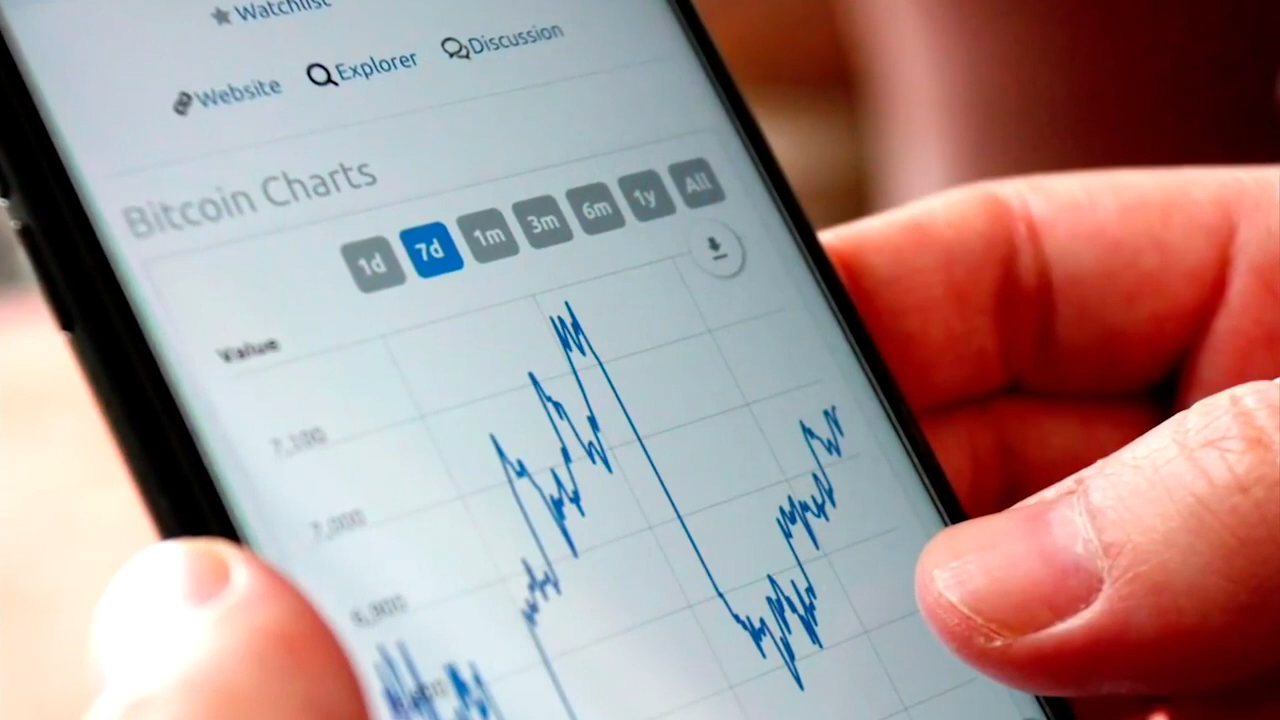 Watchlist
Website Explorer Discussion
Bitcoin Charts
1d 7d 1m 3m 6m 1y All
Value
7,100
7,000
6,900